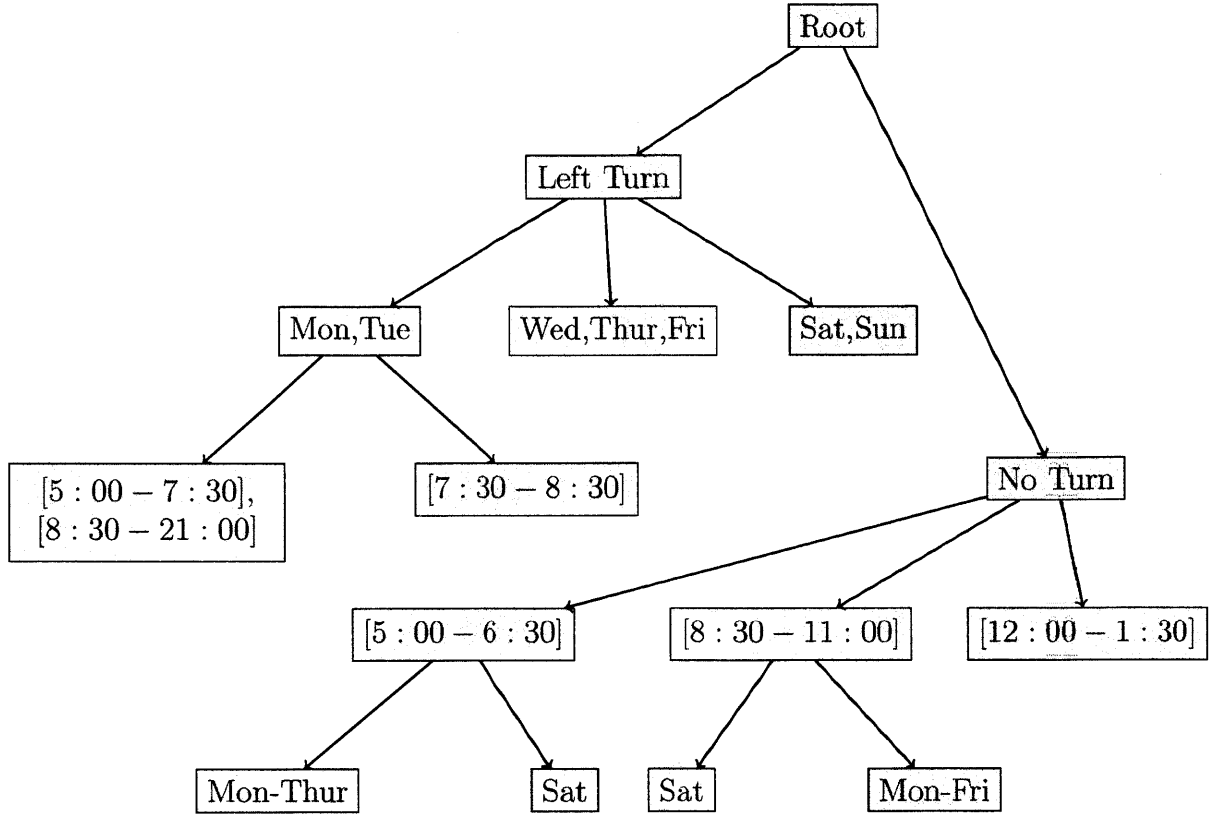 Root
Left Turn
Mon,Tue
Wed,Thur,Fri
Sat,Sun
[5 : 00 − 7 : 30],
[8 : 30 − 21 : 00]
[7 : 30 − 8 : 30]
No Turn
[5 : 00 − 6 : 30]
[8 : 30 − 11 : 00]
[12 : 00 − 1 : 30]
Mon-Thur
Sat
Sat
Mon-Fri